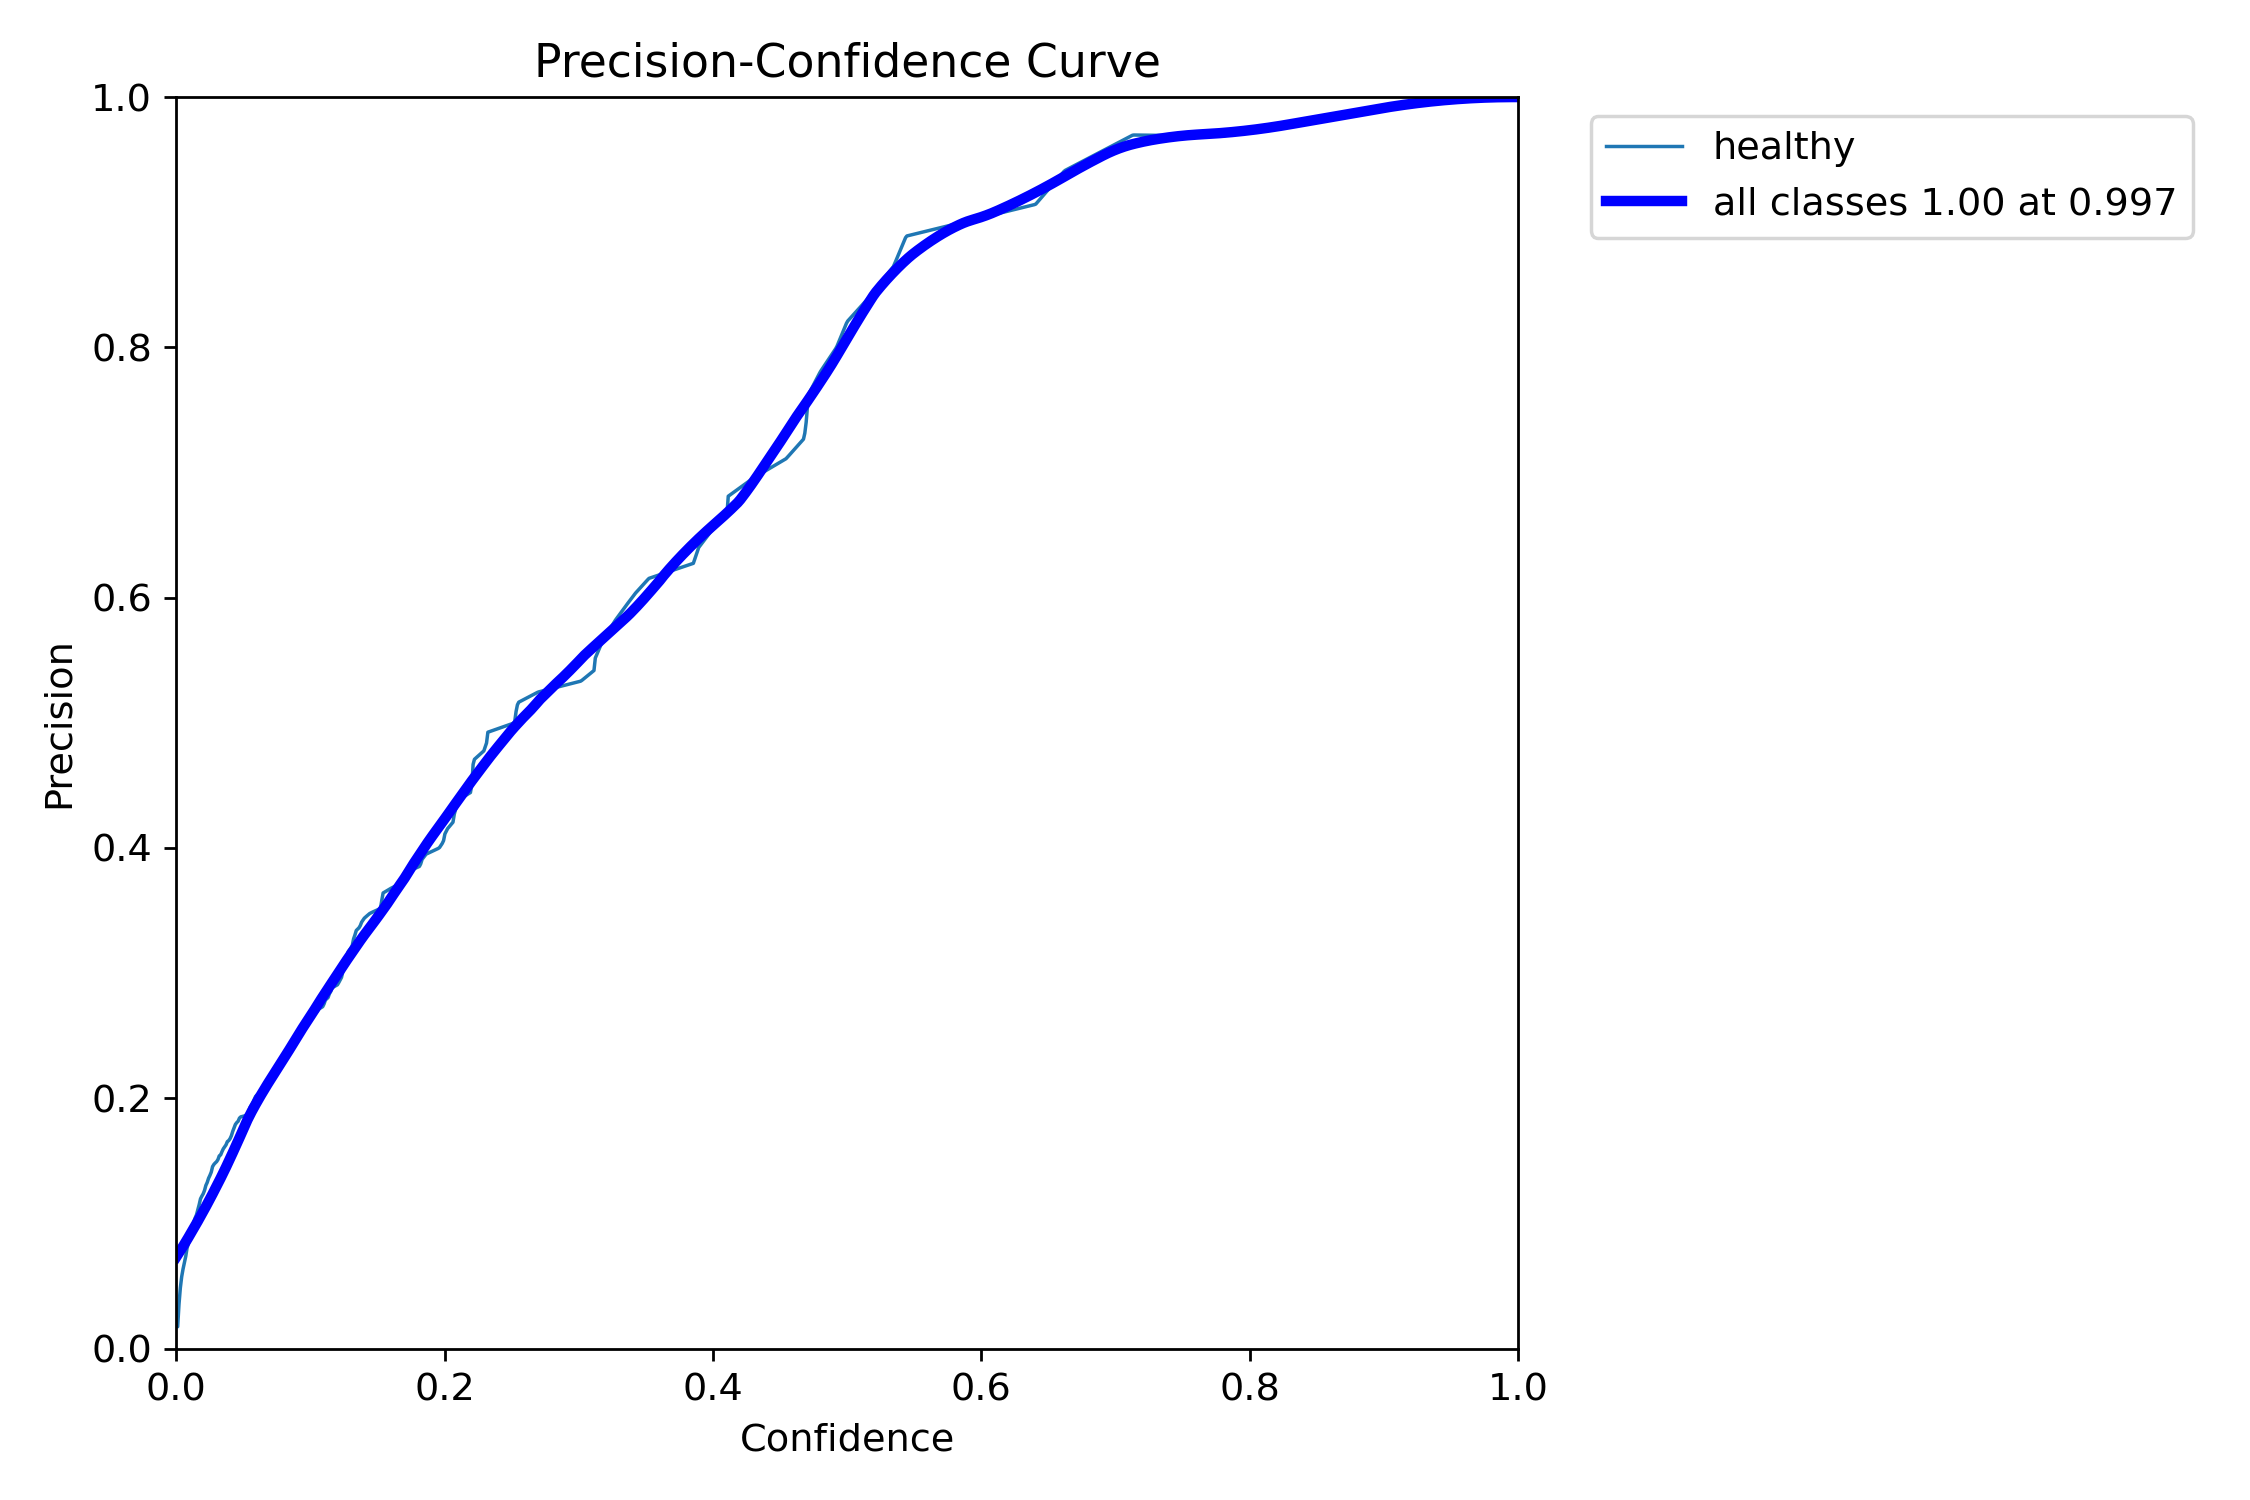 Precision-Confidence Curve
1.0
0.8
0.6
0.4
0.2
0.0
Precision
0.0 0.2 0.4 0.6 0.8 1.0
Confidence
healthy
all classes 1.00 at 0.997